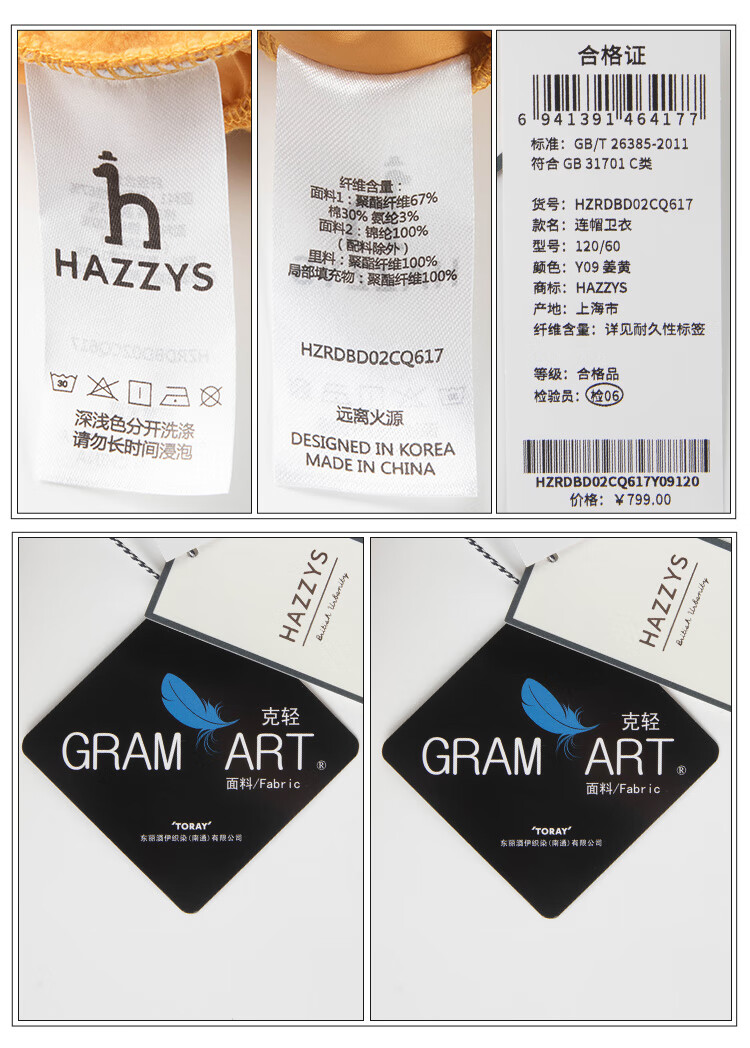 HAZZYS
30
深浅色分开洗涤
请勿长时间浸泡
纤维含量：
面料1：聚酯纤维67%
棉30% 氨纶3%
面料2：锦纶100%
（配料除外）
里料：聚酯纤维100%
局部填充物：聚酯纤维100%
HZRDBD02CQ617
远离火源
DESIGNED IN KOREA
MADE IN CHINA
合格证
6 941391 464177
标准：GB/T 26385-2011
符合 GB 31701 C类
货号：HZRDBD02CQ617
款名：连帽卫衣
型号：120/60
颜色：Y09 姜黄
商标：HAZZYS
产地：上海市
纤维含量：详见耐久性标签
等级：合格品
检验员：检06
HZRDBD02CQ617Y09120
价格：￥799.00
HAZZYS
British Urbanity
克轻
GRAM ART®
面料/Fabric
'TORAY'
东丽酒伊织染(南通)有限公司
HAZZYS
British Urbanity
克轻
GRAM ART®
面料/Fabric
'TORAY'
东丽酒伊织染(南通)有限公司